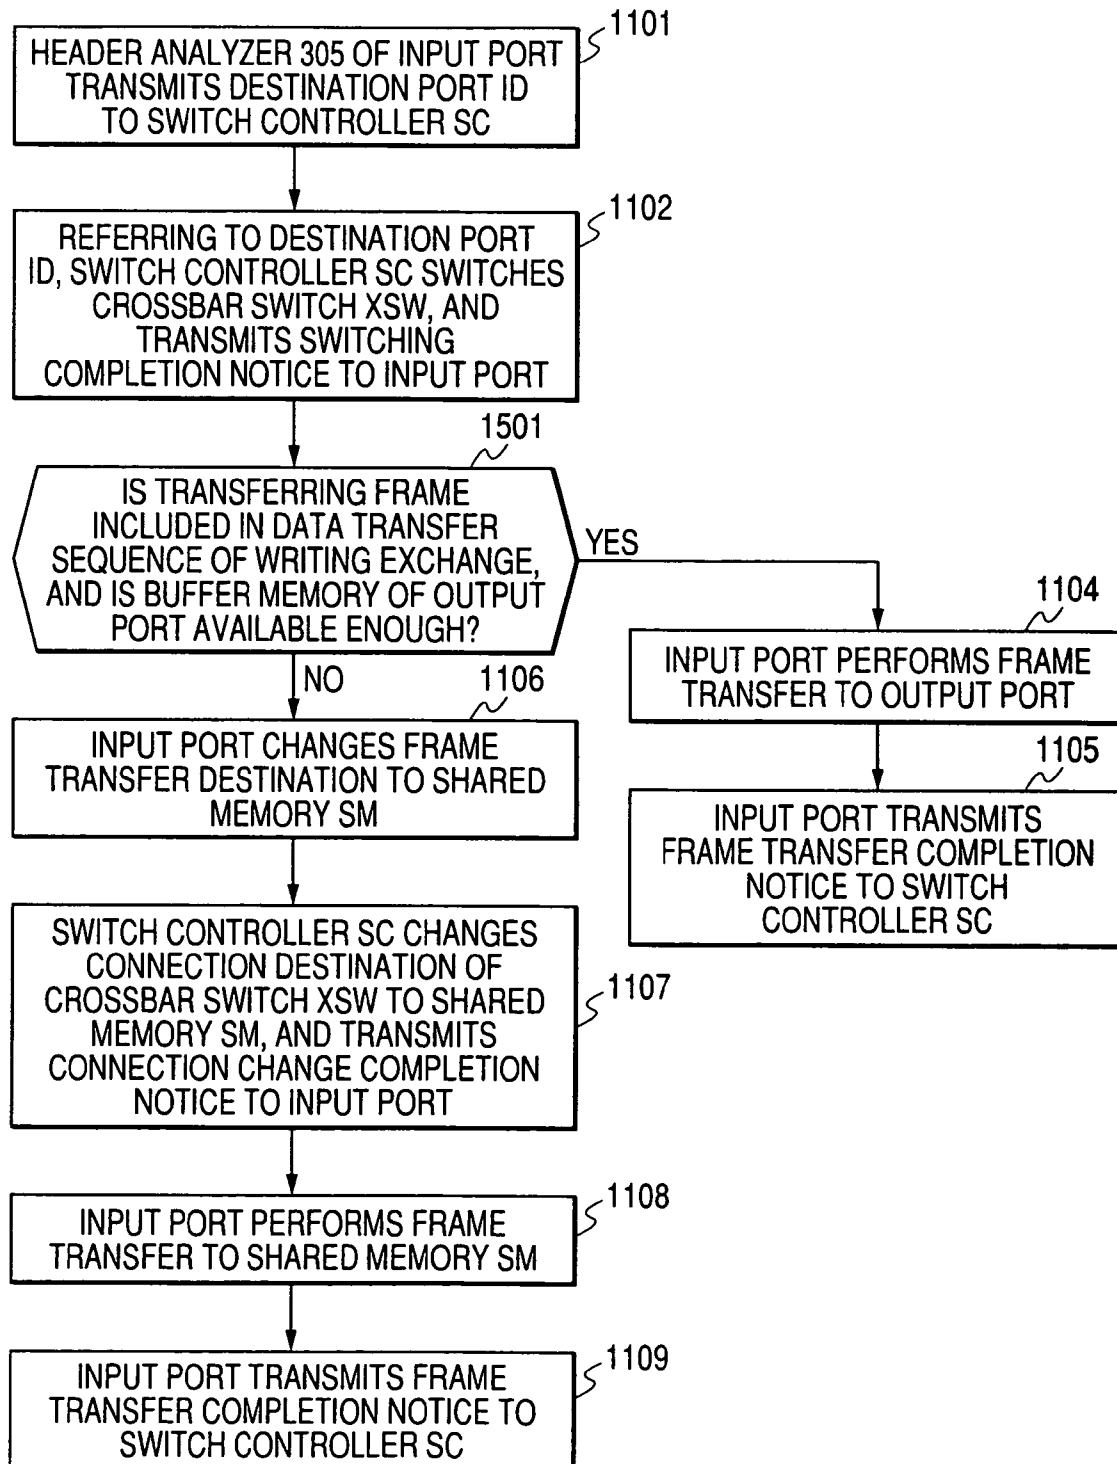 1101
HEADER ANALYZER 305 OF INPUT PORT
TRANSMITS DESTINATION PORT ID
TO SWITCH CONTROLLER SC
1102
REFERRING TO DESTINATION PORT
ID, SWITCH CONTROLLER SC SWITCHES
CROSSBAR SWITCH XSW, AND
TRANSMITS SWITCHING
COMPLETION NOTICE TO INPUT PORT
1501
IS TRANSFERRING FRAME
INCLUDED IN DATA TRANSFER
SEQUENCE OF WRITING EXCHANGE,
AND IS BUFFER MEMORY OF OUTPUT
PORT AVAILABLE ENOUGH?
YES
1104
INPUT PORT PERFORMS FRAME
TRANSFER TO OUTPUT PORT
1105
INPUT PORT TRANSMITS
FRAME TRANSFER COMPLETION
NOTICE TO SWITCH
CONTROLLER SC
NO
1106
INPUT PORT CHANGES FRAME
TRANSFER DESTINATION TO SHARED
MEMORY SM
1107
SWITCH CONTROLLER SC CHANGES
CONNECTION DESTINATION OF
CROSSBAR SWITCH XSW TO SHARED
MEMORY SM, AND TRANSMITS
CONNECTION CHANGE COMPLETION
NOTICE TO INPUT PORT
1108
INPUT PORT PERFORMS FRAME
TRANSFER TO SHARED MEMORY SM
1109
INPUT PORT TRANSMITS FRAME
TRANSFER COMPLETION NOTICE TO
SWITCH CONTROLLER SC